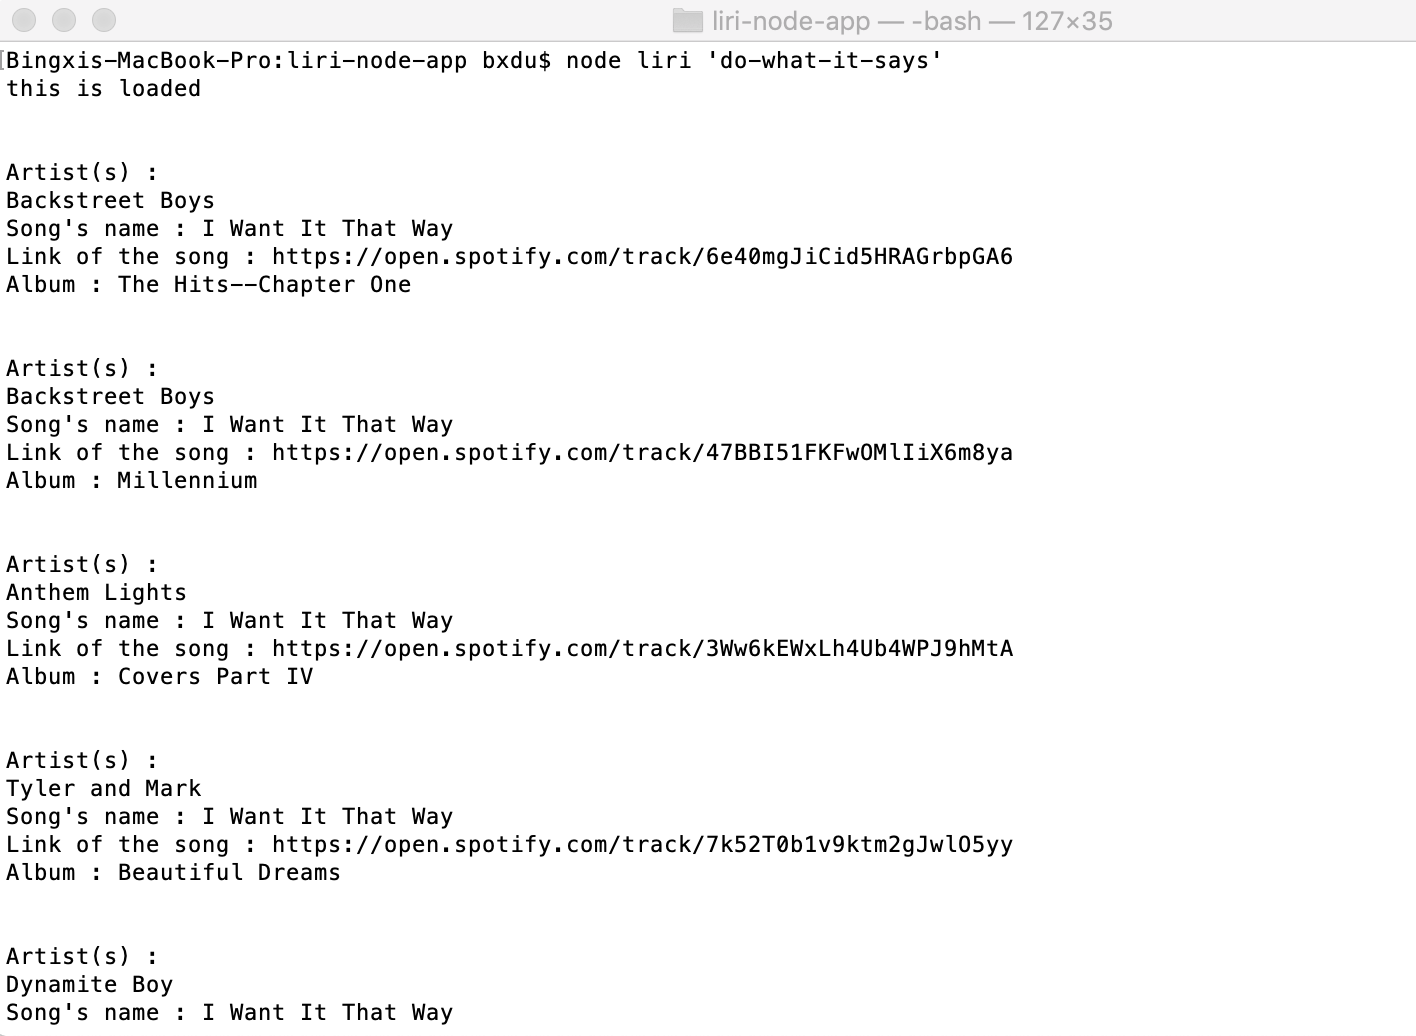 liri-node-app — -bash — 127×35
Bingxis-MacBook-Pro:liri-node-app bxdu$ node liri 'do-what-it-says'
this is loaded
Artist(s) :
Backstreet Boys
Song's name : I Want It That Way
Link of the song : https://open.spotify.com/track/6e40mgJiCid5HRAGrbpGA6
Album : The Hits--Chapter One
Artist(s) :
Backstreet Boys
Song's name : I Want It That Way
Link of the song : https://open.spotify.com/track/47BBI51FKFwOMlIiX6m8ya
Album : Millennium
Artist(s) :
Anthem Lights
Song's name : I Want It That Way
Link of the song : https://open.spotify.com/track/3Ww6kEWxLh4Ub4WPJ9hMtA
Album : Covers Part IV
Artist(s) :
Tyler and Mark
Song's name : I Want It That Way
Link of the song : https://open.spotify.com/track/7k52T0b1v9ktm2gJwlO5yy
Album : Beautiful Dreams
Artist(s) :
Dynamite Boy
Song's name : I Want It That Way